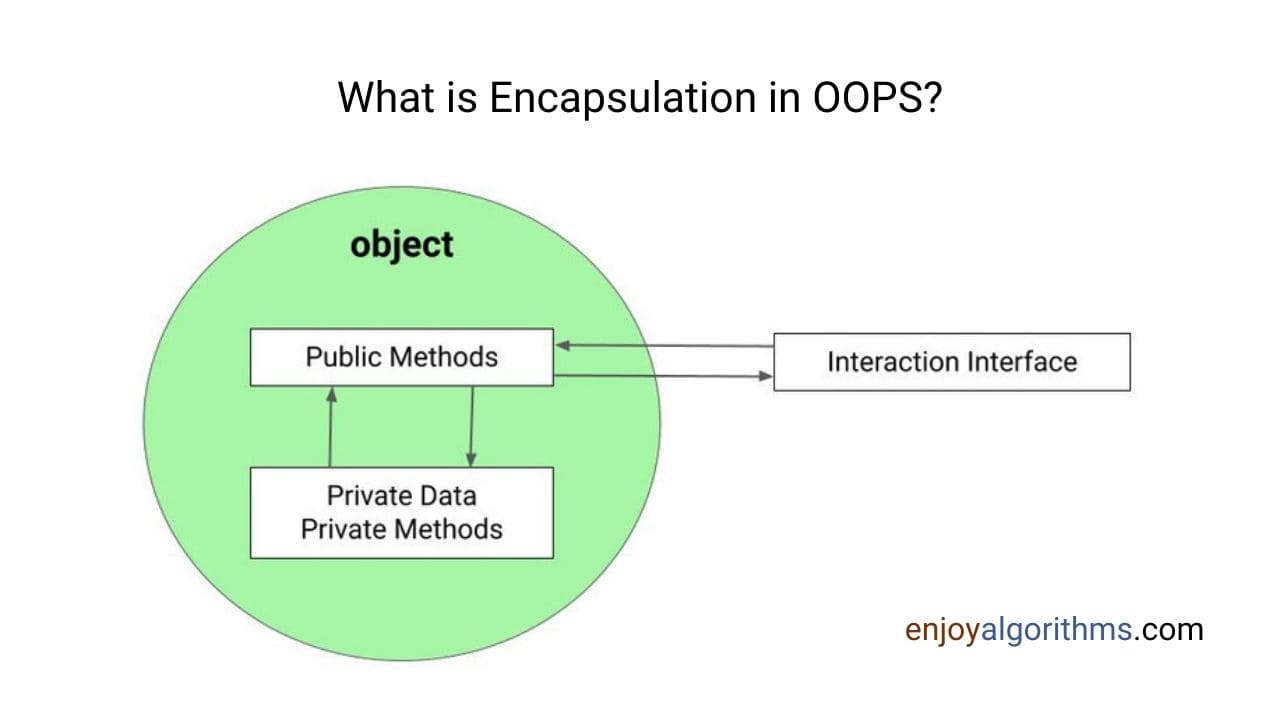 What is Encapsulation in OOPS?
object
Public Methods
Interaction Interface
Private Data
Private Methods
enjoyalgorithms.com